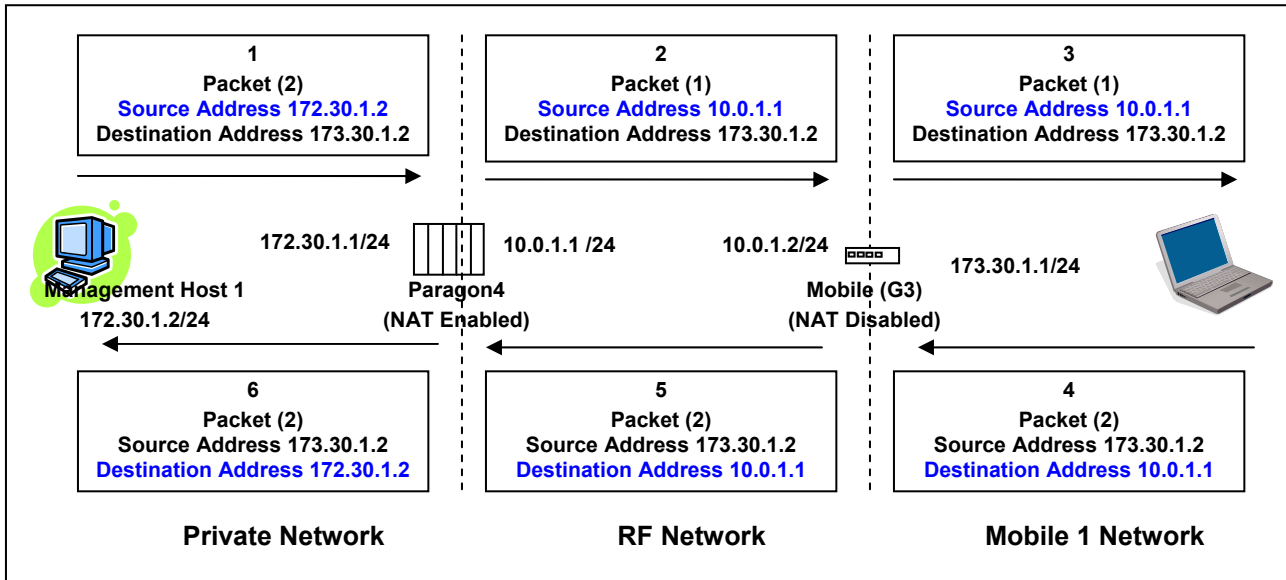 1
Packet (2)
Source Address 172.30.1.2
Destination Address 173.30.1.2
2
Packet (1)
Source Address 10.0.1.1
Destination Address 173.30.1.2
3
Packet (1)
Source Address 10.0.1.1
Destination Address 173.30.1.2
172.30.1.1/24
10.0.1.1 /24
10.0.1.2/24
173.30.1.1/24
Management Host 1
172.30.1.2/24
Paragon4
(NAT Enabled)
Mobile (G3)
(NAT Disabled)
6
Packet (2)
Source Address 173.30.1.2
Destination Address 172.30.1.2
5
Packet (2)
Source Address 173.30.1.2
Destination Address 10.0.1.1
4
Packet (2)
Source Address 173.30.1.2
Destination Address 10.0.1.1
Private Network
RF Network
Mobile 1 Network